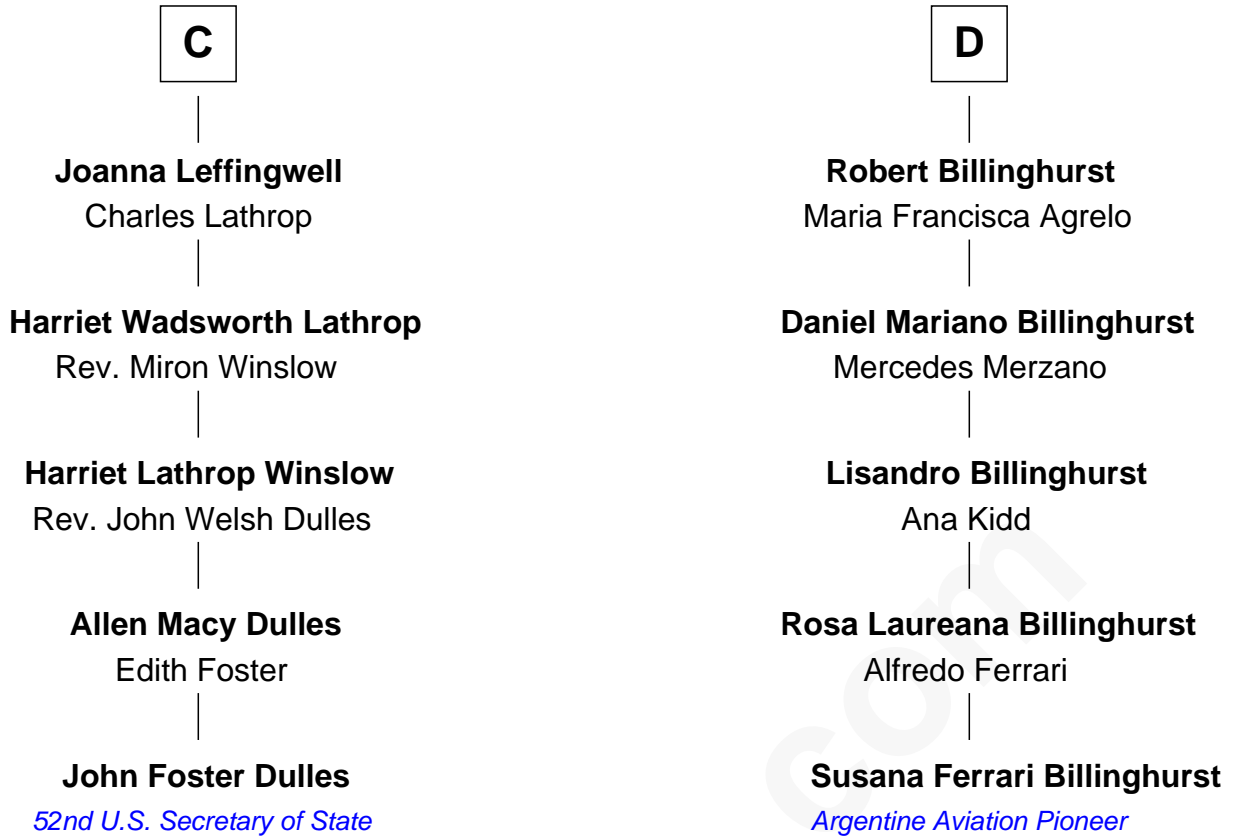 C
Joanna Leffingwell
Charles Lathrop
Harriet Wadsworth Lathrop
Rev. Miron Winslow
Harriet Lathrop Winslow
Rev. John Welsh Dulles
Allen Macy Dulles
Edith Foster
John Foster Dulles
52nd U.S. Secretary of State
D
Robert Billinghurst
Maria Francisca Agrelo
Daniel Mariano Billinghurst
Mercedes Merzano
Lisandro Billinghurst
Ana Kidd
Rosa Laureana Billinghurst
Alfredo Ferrari
Susana Ferrari Billinghurst
Argentine Aviation Pioneer
com